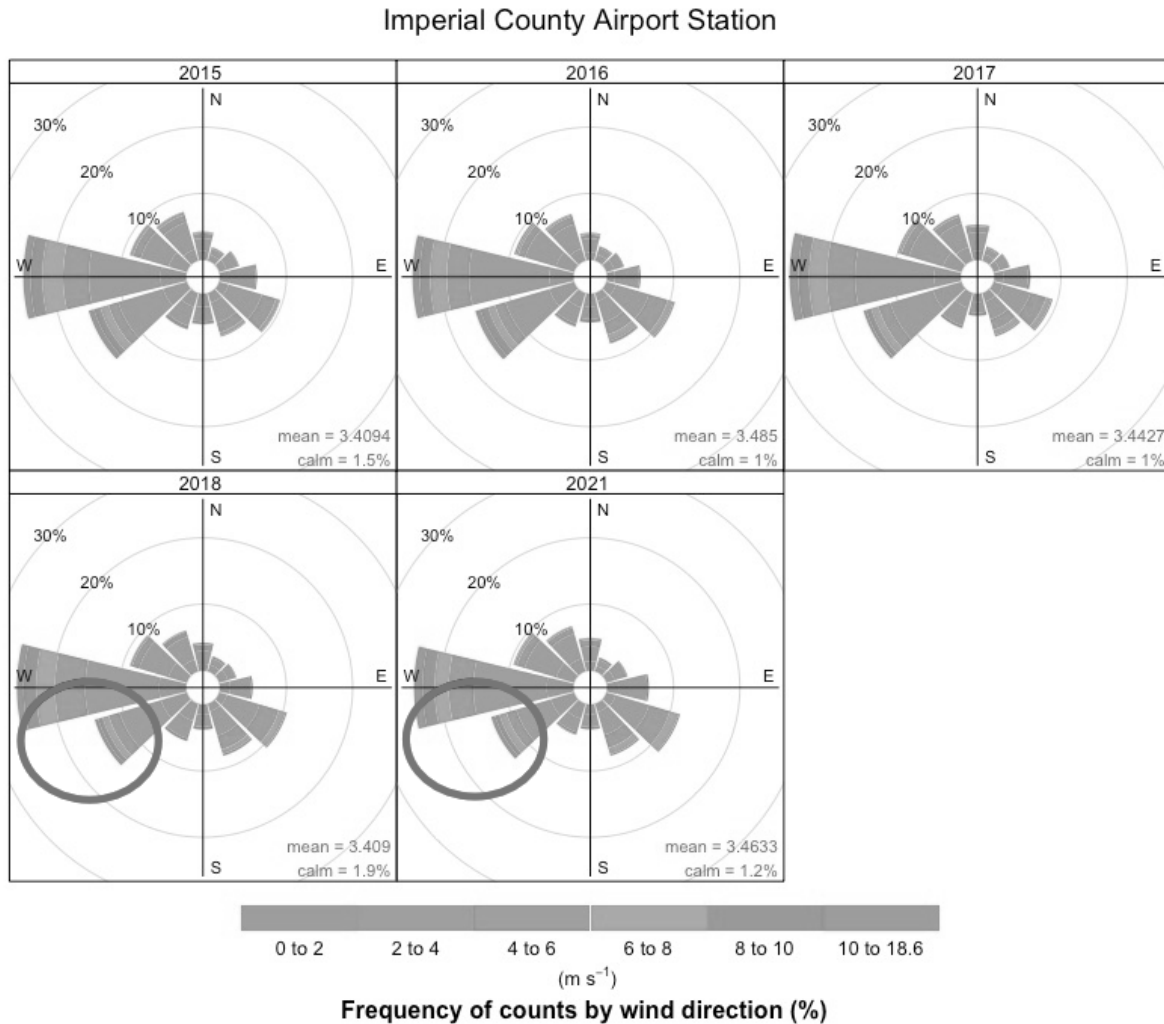 Imperial County Airport Station
2015
2016
2017
N
30%
20%
10%
W
E
S
mean = 3.4094
calm = 1.5%
N
30%
20%
10%
W
E
S
mean = 3.485
calm = 1%
N
30%
20%
10%
W
E
S
mean = 3.4427
calm = 1%
2018
2021
N
30%
20%
10%
W
E
S
mean = 3.409
calm = 1.9%
N
30%
20%
10%
W
E
S
mean = 3.4633
calm = 1.2%
0 to 2 2 to 4 4 to 6 6 to 8 8 to 10 10 to 18.6
(m s⁻¹)
Frequency of counts by wind direction (%)